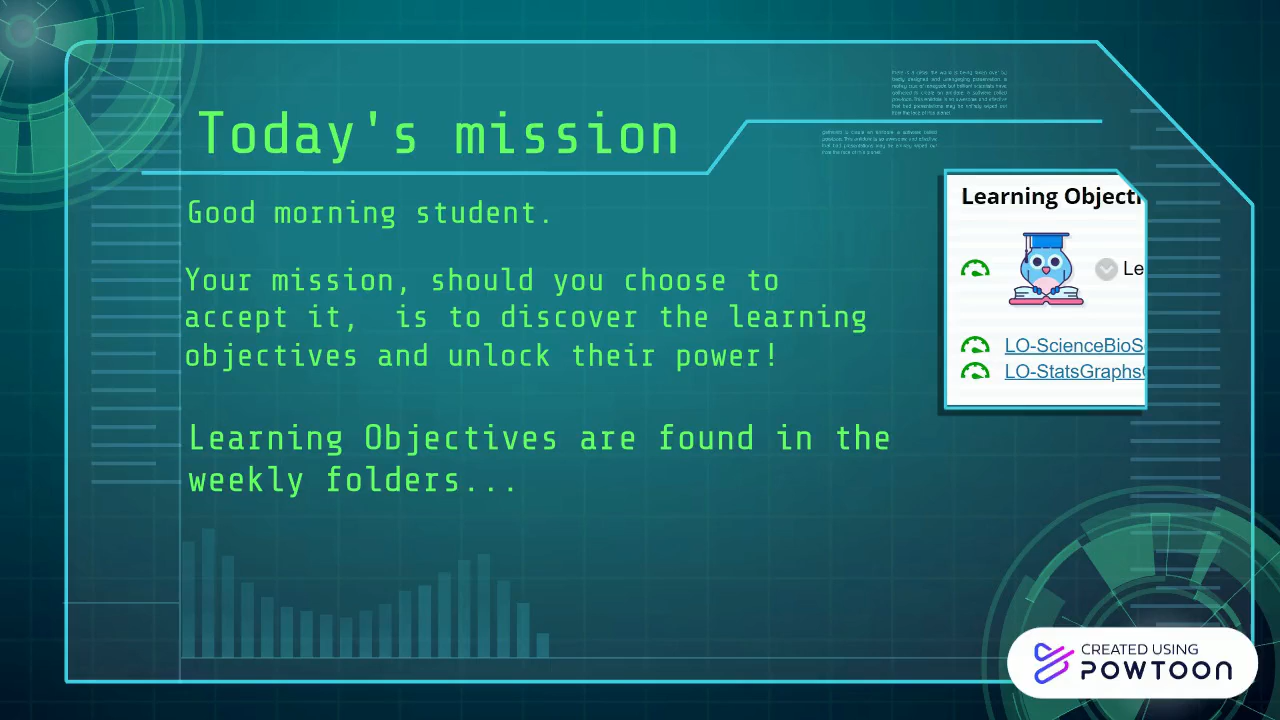 Today's mission
Good morning student.
Your mission, should you choose to
accept it,  is to discover the learning
objectives and unlock their power!
Learning Objectives are found in the
weekly folders...
Learning Objecti
Le
LO-ScienceBioS
LO-StatsGraphs
CREATED USING
POWTOON